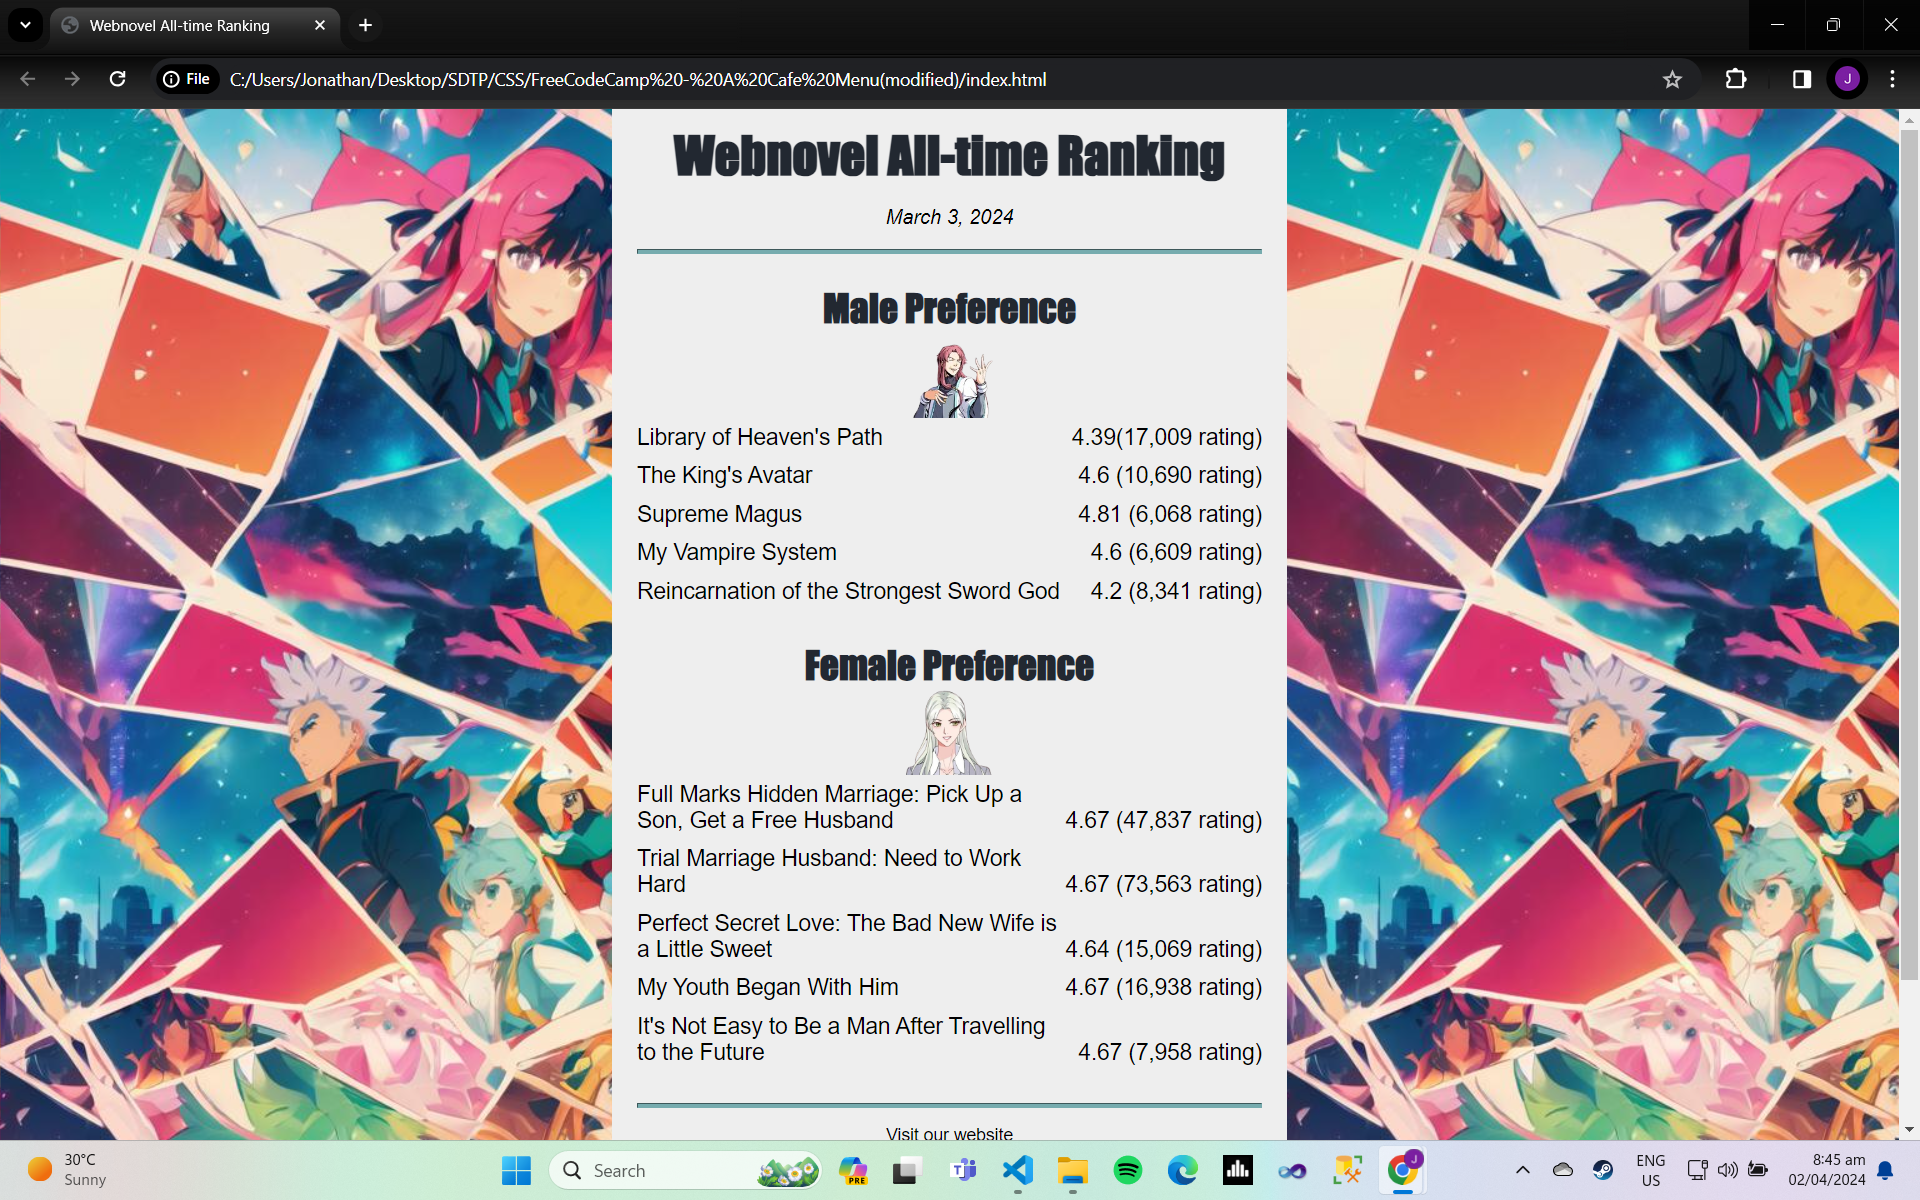 Webnovel All-time Ranking
File
C:/Users/Jonathan/Desktop/SDTP/CSS/FreeCodeCamp%20-%20A%20Cafe%20Menu(modified)/index.html
J
Webnovel All-time Ranking
March 3, 2024
Male Preference
Library of Heaven's Path 4.39(17,009 rating)
The King's Avatar 4.6 (10,690 rating)
Supreme Magus 4.81 (6,068 rating)
My Vampire System 4.6 (6,609 rating)
Reincarnation of the Strongest Sword God 4.2 (8,341 rating)
Female Preference
Full Marks Hidden Marriage: Pick Up a
Son, Get a Free Husband 4.67 (47,837 rating)
Trial Marriage Husband: Need to Work
Hard 4.67 (73,563 rating)
Perfect Secret Love: The Bad New Wife is
a Little Sweet 4.64 (15,069 rating)
My Youth Began With Him 4.67 (16,938 rating)
It's Not Easy to Be a Man After Travelling
to the Future 4.67 (7,958 rating)
Visit our website
30°C
Sunny
Search
PRE
J
ENG
US
8:45 am
02/04/2024